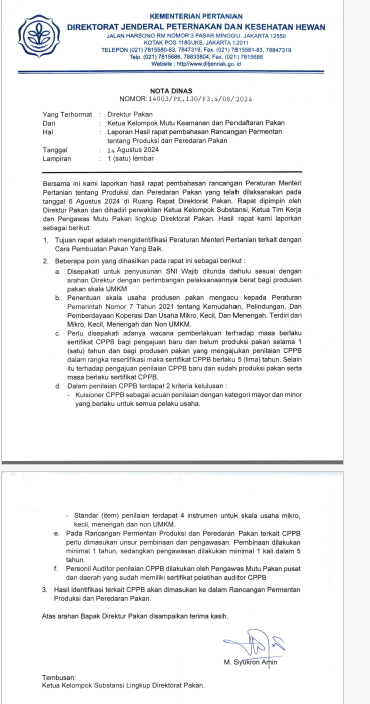 KEMENTERIAN PERTANIAN
DIREKTORAT JENDERAL PETERNAKAN DAN KESEHATAN HEWAN
JALAN HARSONO RM NOMOR 3 PASAR MINGGU, JAKARTA 12550
KOTAK POS 1180/JKS, JAKARTA 12011
TELEPON (021) 7815580-83, 7847319, Fax. (021) 7815581-83, 78847319
Telp. (021) 7815686, 78833804, Fax. (021) 7815686
Website : http//www.ditjennak.go.id
NOTA DINAS
NOMOR:14003/PK.130/F3.4/08/2024
Yang Terhormat : Direktur Pakan
Dari : Ketua Kelompok Mutu Keamanan dan Pendaftaran Pakan
Hal : Laporan Hasil rapat pembahasan Rancangan Permentan
tentang Produksi dan Peredaran Pakan
Tanggal : 14 Agustus 2024
Lampiran : 1 (satu) lembar
Bersama ini kami laporkan hasil rapat pembahasan rancangan Peraturan Menteri
Pertanian tentang Produksi dan Peredaran Pakan yang telah dilaksanakan pada
tanggal 6 Agustus 2024 di Ruang Rapat Direktorat Pakan. Rapat dipimpin oleh
Direktur Pakan dan dihadiri perwakilan Ketua Kelompok Substansi, Ketua Tim Kerja
dan Pengawas Mutu Pakan lingkup Direktorat Pakan. Hasil rapat kami laporkan
sebagai berikut:
1. Tujuan rapat adalah mengidentifikasi Peraturan Menteri Pertanian terkait dengan
Cara Pembuatan Pakan Yang Baik.
2. Beberapa poin yang dihasilkan pada rapat ini sebagai berikut :
a. Disepakati untuk penyusunan SNI Wajib ditunda dahulu sesuai dengan
arahan Direktur dengan pertimbangan pelaksanaannya berat bagi produsen
pakan skala UMKM
b. Penentuan skala usaha produsen pakan mengacu kepada Peraturan
Pemerintah Nomor 7 Tahun 2021 tentang Kemudahan, Pelindungan, Dan
Pemberdayaan Koperasi Dan Usaha Mikro, Kecil, Dan Menengah. Terdiri dari
Mikro, Kecil, Menengah dan Non UMKM.
c. Perlu disepakati adanya wacana pemberlakuan terhadap masa berlaku
sertifikat CPPB bagi pengajuan baru dan belum produksi pakan selama 1
(satu) tahun dan bagi produsen pakan yang mengajukan penilaian CPPB
dalam rangka resertifikasi maka sertifikat CPPB berlaku 5 (lima) tahun. Selain
itu terhadap pengajuan penilaian CPPB baru dan sudah produksi pakan serta
masa berlaku sertifikat CPPB.
d. Dalam penilaian CPPB terdapat 2 kriteria kelulusan :
- Kuisioner CPPB sebagai acuan penilaian dengan kategori mayor dan minor
yang berlaku untuk semua pelaku usaha.
- Standar (item) penilaian terdapat 4 instrumen untuk skala usaha mikro,
kecil, menengah dan non UMKM.
e. Pada Rancangan Permentan Produksi dan Peredaran Pakan terkait CPPB
perlu dimasukan unsur pembinaan dan pengawasan. Pembinaan dilakukan
minimal 1 tahun, sedangkan pengawasan dilakukan minimal 1 kali dalam 5
tahun.
f. Personil Auditor penilaian CPPB dilakukan oleh Pengawas Mutu Pakan pusat
dan daerah yang sudah memiliki sertifikat pelatihan auditor CPPB
3. Hasil identifikasi terkait CPPB akan dimasukan ke dalam Rancangan Permentan
Produksi dan Peredaran Pakan.
Atas arahan Bapak Direktur Pakan disampaikan terima kasih.
M. Syukron Amin
Tembusan:
Ketua Kelompok Substansi Lingkup Direktorat Pakan.